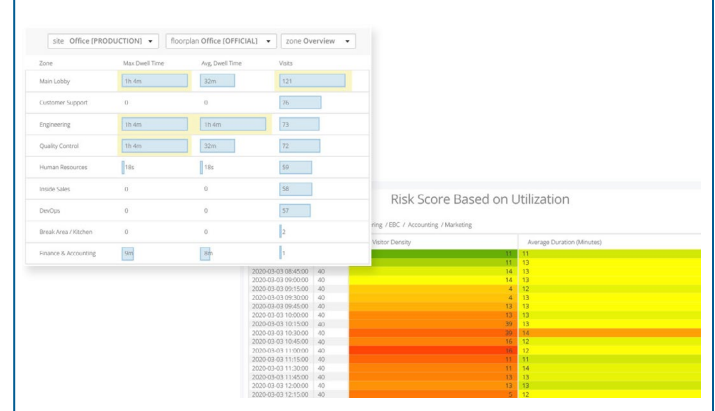 site Office [PRODUCTION] floorplan Office [OFFICIAL] zone Overview
Zone Max Dwell Time Avg. Dwell Time Visits
Main Lobby 1h 4m 32m 121
Customer Support 0 0 76
Engineering 1h 4m 1h 4m 73
Quality Control 1h 4m 32m 72
Human Resources 18s 18s 59
Inside Sales 0 0 58
DevOps 0 0 57
Break Area / Kitchen 0 0 2
Finance & Accounting 9m 1
Risk Score Based on Utilization
/ EBC / Accounting / Marketing
Visitor Density Average Duration (Minutes)
11 11
11 13
2020-03-03 08:45:00 40 14 13
2020-03-03 09:00:00 40 14 13
2020-03-03 09:15:00 40 4 12
2020-03-03 09:30:00 40 4 13
2020-03-03 09:45:00 40 13 13
2020-03-03 10:00:00 40 13 13
2020-03-03 10:15:00 40 39 13
2020-03-03 10:30:00 40 39 14
2020-03-03 10:45:00 40 16 12
2020-03-03 11:00:00 40 16 12
2020-03-03 11:15:00 40 11 11
2020-03-03 11:30:00 40 11 14
2020-03-03 11:45:00 40 13 13
2020-03-03 12:00:00 40 13 13
2020-03-03 12:15:00 40 5 12